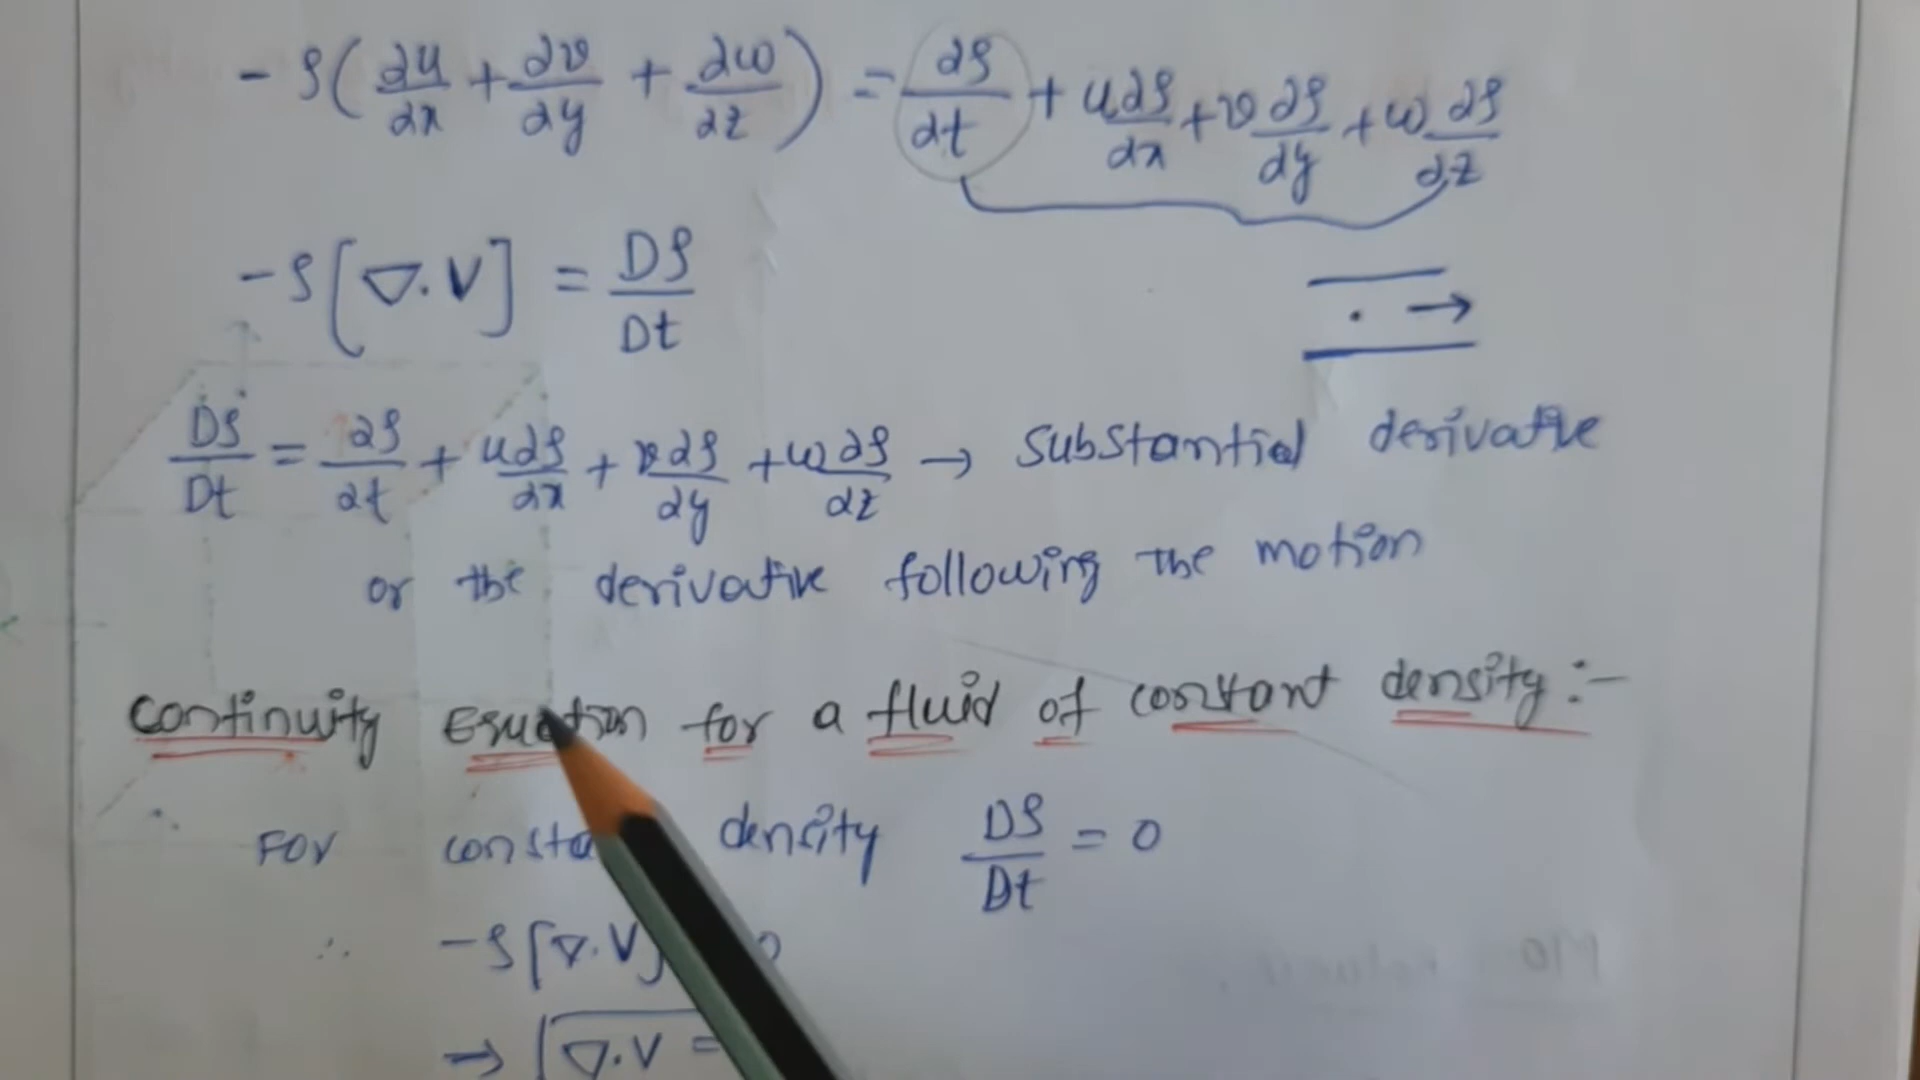 -ρ(∂u/∂x + ∂v/∂y + ∂w/∂z) = ∂ρ/∂t + u∂ρ/∂x + v∂ρ/∂y + w∂ρ/∂z
-ρ[∇.V] = Dρ/Dt
Dρ/Dt = ∂ρ/∂t + u∂ρ/∂x + v∂ρ/∂y + w∂ρ/∂z → Substantial derivative
or the derivative following the motion
Continuity Equation for a fluid of constant density :-
For density Dρ/Dt = 0
∴ -ρ[∇.V] 0
→ ∇.V =